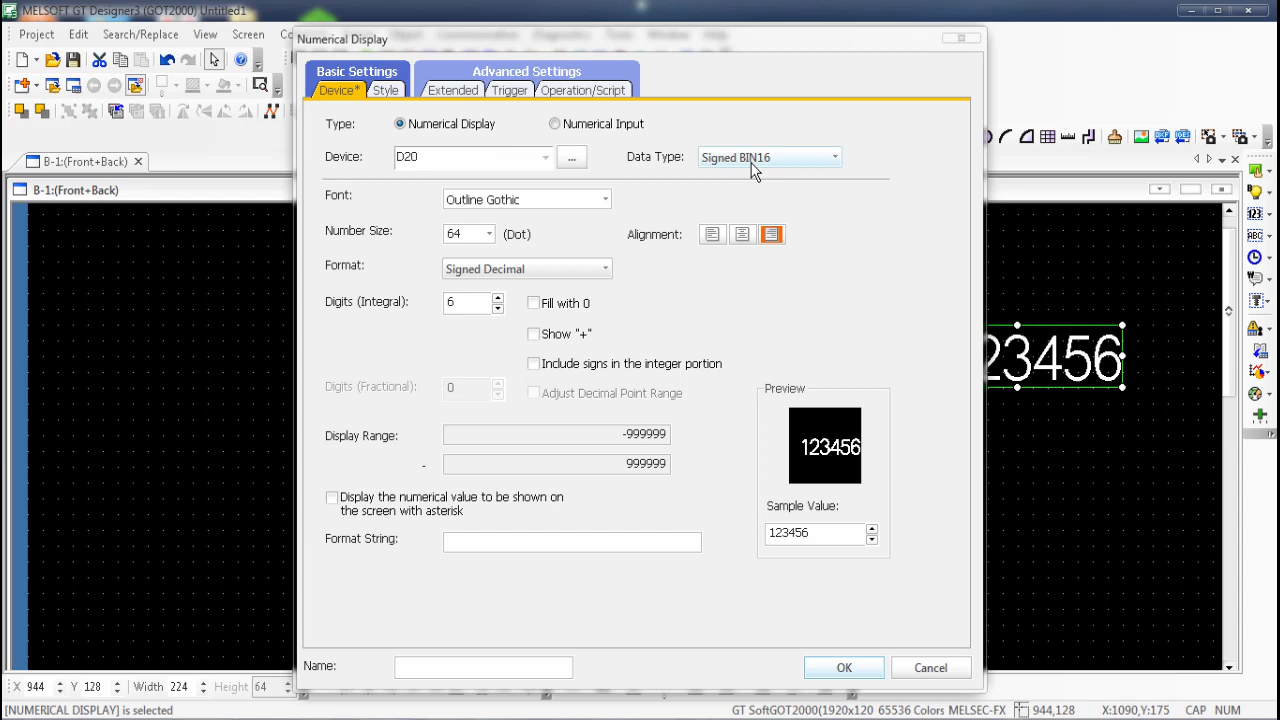 MELSOFT GT Designer3 (GOT2000) Untitled1
Project Edit Search/Replace View Screen
Numerical Display
Basic Settings
Advanced Settings
Device* Style Extended Trigger Operation/Script
Type: Numerical Display Numerical Input
Device: D20 ... Data Type: Signed BIN16
B-1:(Front+Back)
B-1:(Front+Back)
Font: Outline Gothic
Number Size: 64 (Dot) Alignment:
Format: Signed Decimal
Digits (Integral): 6 Fill with 0
Show "+"
Include signs in the integer portion
Digits (Fractional): 0 Adjust Decimal Point Range
23456
Preview
123456
Display Range: -999999
- 999999
Display the numerical value to be shown on
the screen with asterisk
Sample Value:
123456
Format String:
Name:
OK Cancel
X 944 Y 128 Width 224 Height 64
[NUMERICAL DISPLAY] is selected
GT SoftGOT2000(1920x120 65536 Colors MELSEC-FX 944,128 X:1090,Y:175 CAP NUM